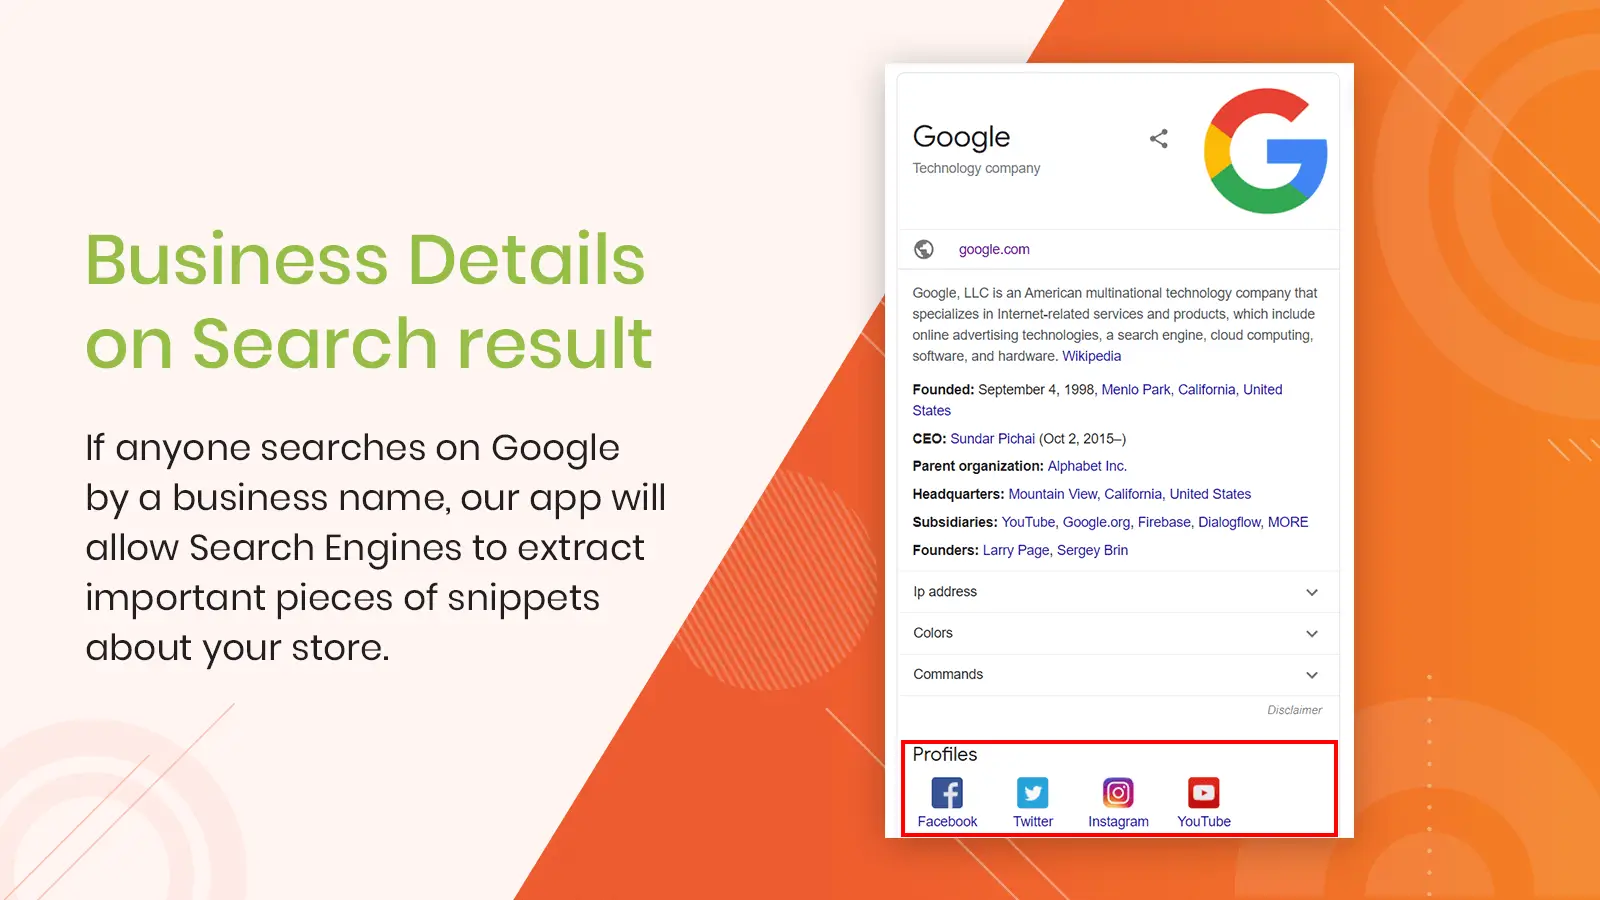 Business Details
on Search result
If anyone searches on Google
by a business name, our app will
allow Search Engines to extract
important pieces of snippets
about your store.
Google
Technology company
google.com
Google, LLC is an American multinational technology company that
specializes in Internet-related services and products, which include
online advertising technologies, a search engine, cloud computing,
software, and hardware. Wikipedia
Founded: September 4, 1998, Menlo Park, California, United
States
CEO: Sundar Pichai (Oct 2, 2015–)
Parent organization: Alphabet Inc.
Headquarters: Mountain View, California, United States
Subsidiaries: YouTube, Google.org, Firebase, Dialogflow, MORE
Founders: Larry Page, Sergey Brin
Ip address
Colors
Commands
Disclaimer
Profiles
Facebook Twitter Instagram YouTube